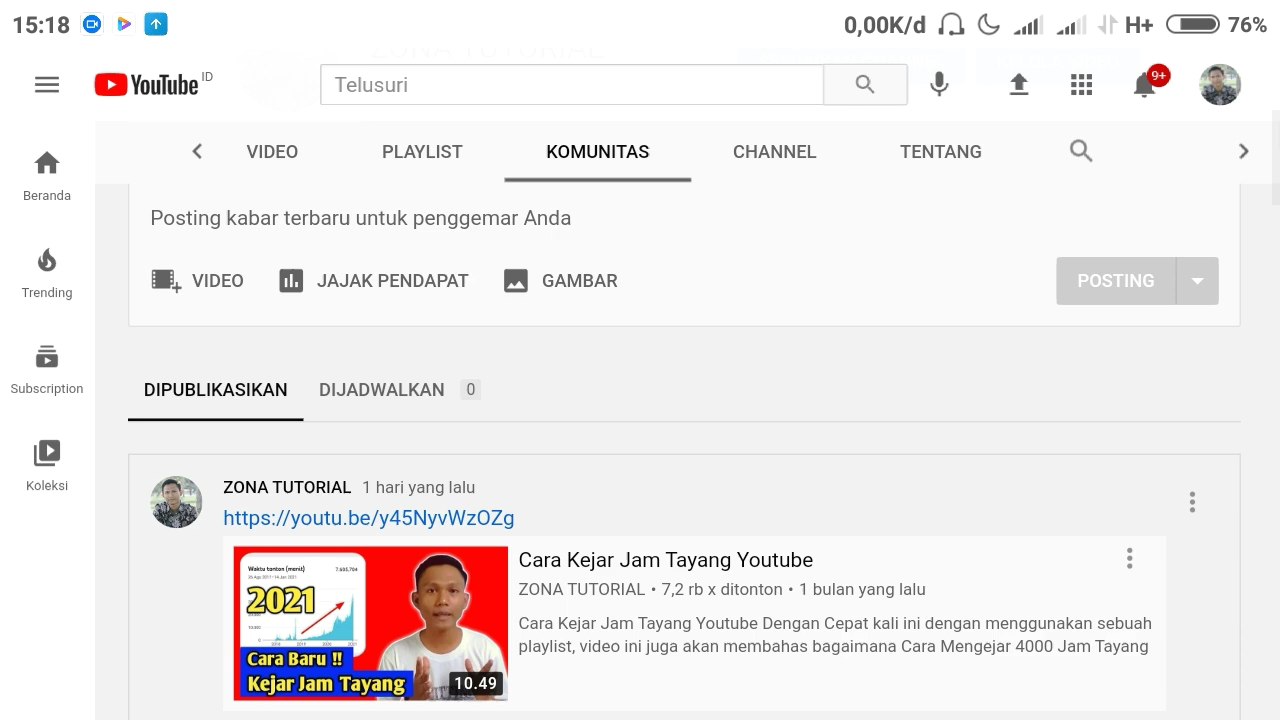 15:18
0,00K/d
H+
76%
YouTube ID
Telusuri
9+
VIDEO
PLAYLIST
KOMUNITAS
CHANNEL
TENTANG
Beranda
Trending
Subscription
Koleksi
Posting kabar terbaru untuk penggemar Anda
VIDEO
JAJAK PENDAPAT
GAMBAR
POSTING
DIPUBLIKASIKAN
DIJADWALKAN 0
ZONA TUTORIAL 1 hari yang lalu
https://youtu.be/y45NyvWzOZg
Waktu tonton (menit)
7.605.704
2021
Cara Baru !!
Kejar Jam Tayang
10.49
Cara Kejar Jam Tayang Youtube
ZONA TUTORIAL • 7,2 rb x ditonton • 1 bulan yang lalu
Cara Kejar Jam Tayang Youtube Dengan Cepat kali ini dengan menggunakan sebuah
playlist, video ini juga akan membahas bagaimana Cara Mengejar 4000 Jam Tayang